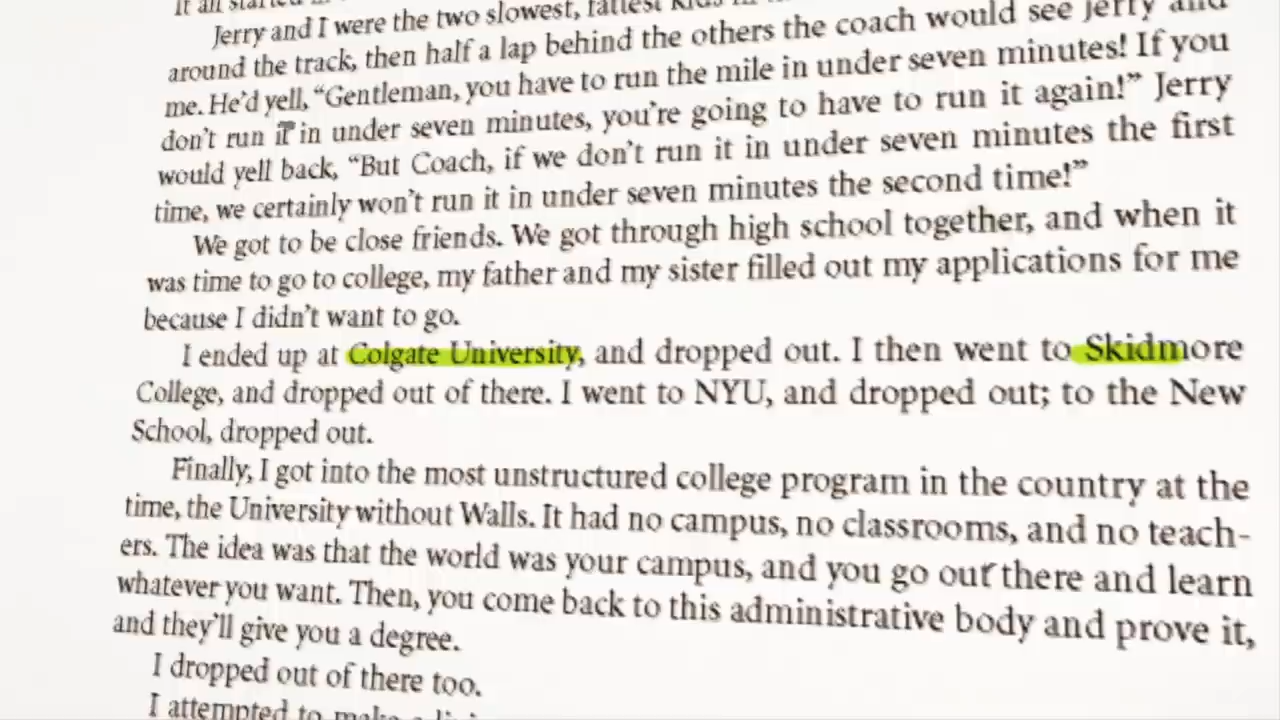 It all started in
Jerry and I were the two slowest, fattest kids in
around the track, then half a lap behind the others the coach would see Jerry and
me. He'd yell, “Gentleman, you have to run the mile in under seven minutes! If you
don't run it in under seven minutes, you're going to have to run it again!” Jerry
would yell back, “But Coach, if we don't run it in under seven minutes the first
time, we certainly won't run it in under seven minutes the second time!”
We got to be close friends. We got through high school together, and when it
was time to go to college, my father and my sister filled out my applications for me
because I didn't want to go.
I ended up at Colgate University, and dropped out. I then went to Skidmore
College, and dropped out of there. I went to NYU, and dropped out; to the New
School, dropped out.
Finally, I got into the most unstructured college program in the country at the
time, the University without Walls. It had no campus, no classrooms, and no teach-
ers. The idea was that the world was your campus, and you go out there and learn
whatever you want. Then, you come back to this administrative body and prove it,
and they'll give you a degree.
I dropped out of there too.
I attempted to make a